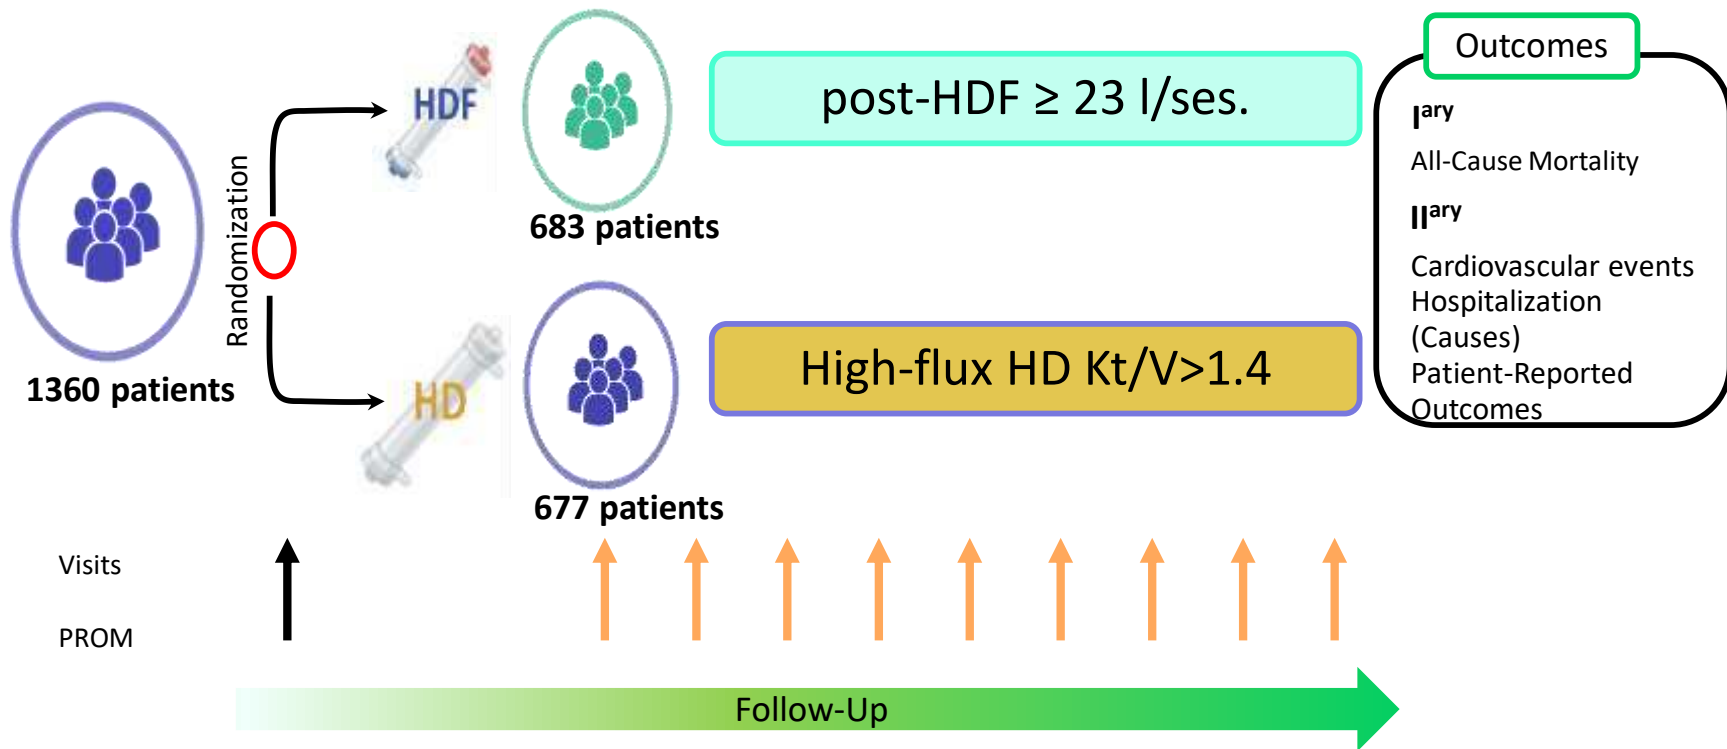 1360 patients
Randomization
HDF
683 patients
post-HDF ≥ 23 l/ses.
HD
677 patients
High-flux HD Kt/V>1.4
Outcomes
Iary
All-Cause Mortality
IIary
Cardiovascular events
Hospitalization
(Causes)
Patient-Reported
Outcomes
Visits
PROM
Follow-Up